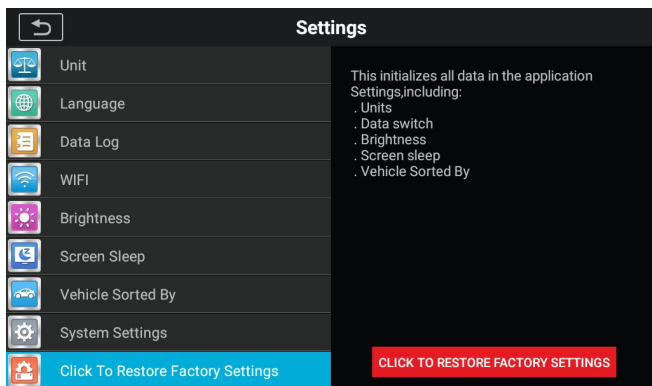 Settings
Unit
Language
Data Log
WIFI
Brightness
Screen Sleep
Vehicle Sorted By
System Settings
Click To Restore Factory Settings
This initializes all data in the application
Settings,including:
. Units
. Data switch
. Brightness
. Screen sleep
. Vehicle Sorted By
CLICK TO RESTORE FACTORY SETTINGS